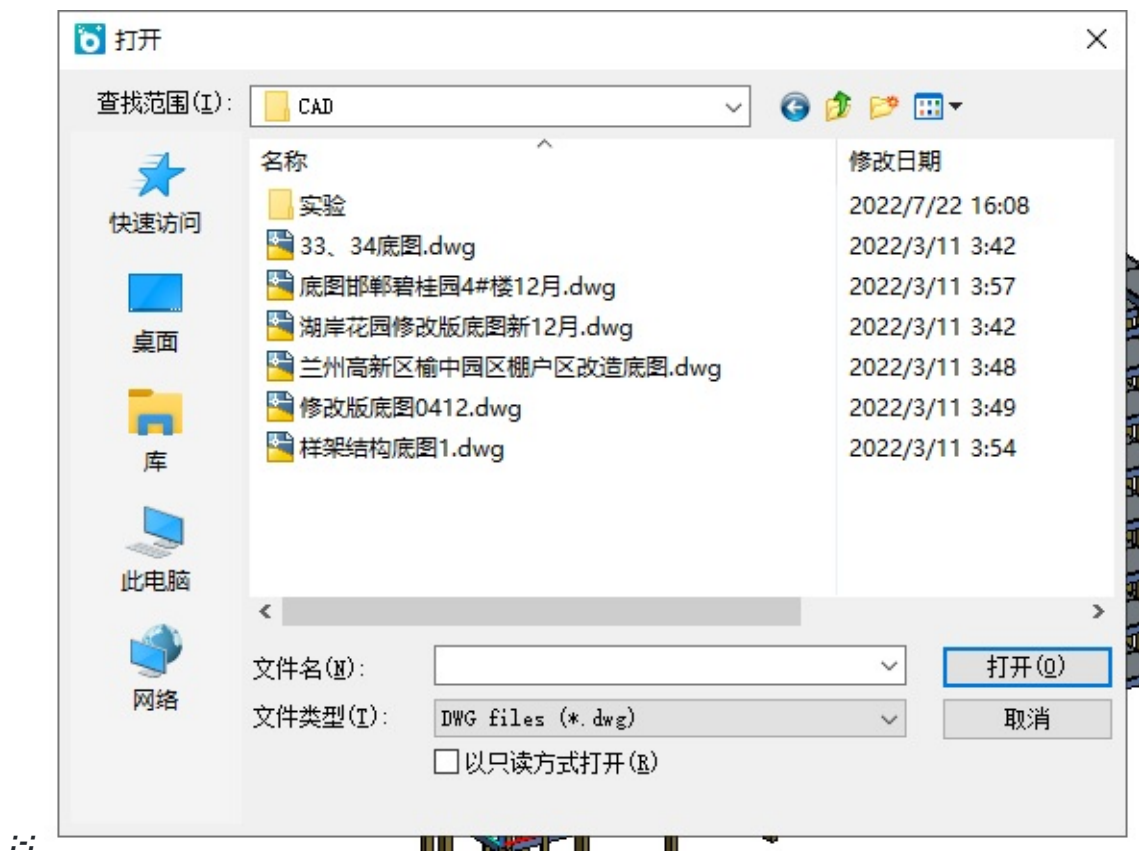 打开
查找范围(I):
CAD
名称
修改日期
快速访问
桌面
库
此电脑
网络
实验 2022/7/22 16:08
33、34底图.dwg 2022/3/11 3:42
底图邯郸碧桂园4#楼12月.dwg 2022/3/11 3:57
湖岸花园修改版底图新12月.dwg 2022/3/11 3:42
兰州高新区榆中园区棚户区改造底图.dwg 2022/3/11 3:48
修改版底图0412.dwg 2022/3/11 3:49
样架结构底图1.dwg 2022/3/11 3:54
文件名(N):
打开(O)
文件类型(T): DWG files (*.dwg)
取消
以只读方式打开(R)